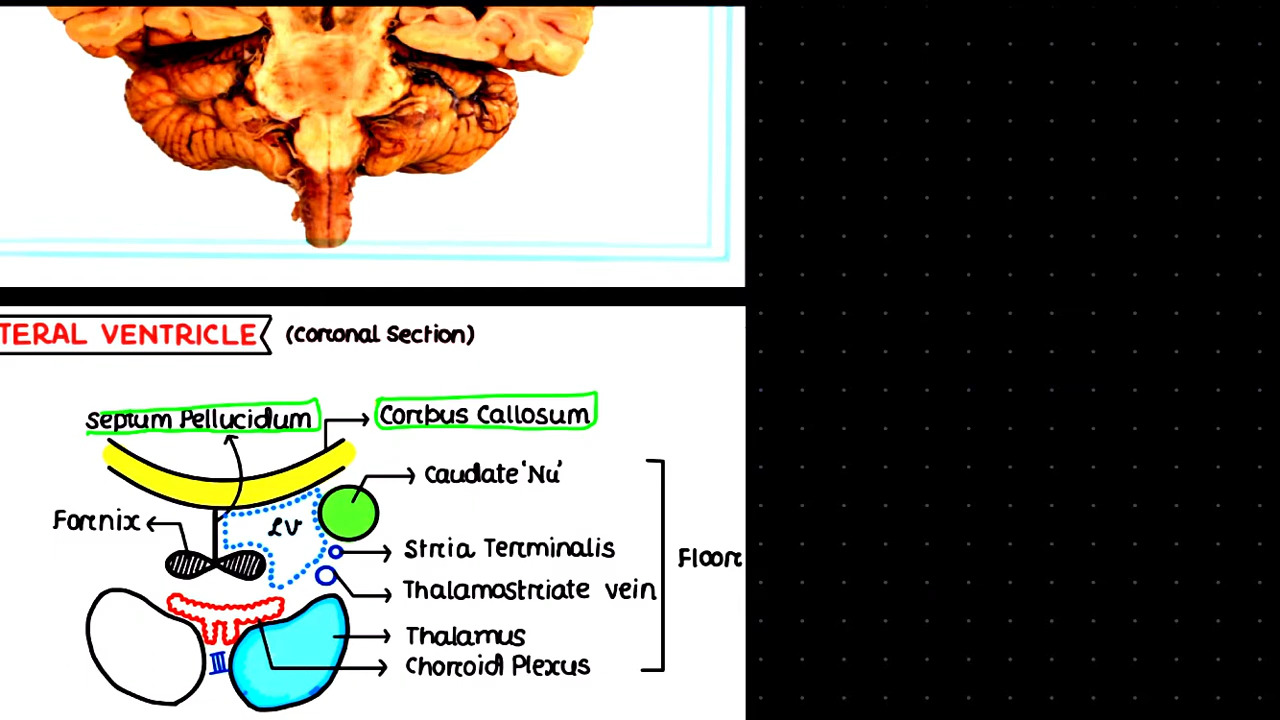 TERAL VENTRICLE (Coronal Section)
Septum Pellucidum
Corpus Callosum
Caudate 'Nu'
Fornix
LV
Stria Terminalis
Floor
Thalamostriate vein
Thalamus
Choroid Plexus
III